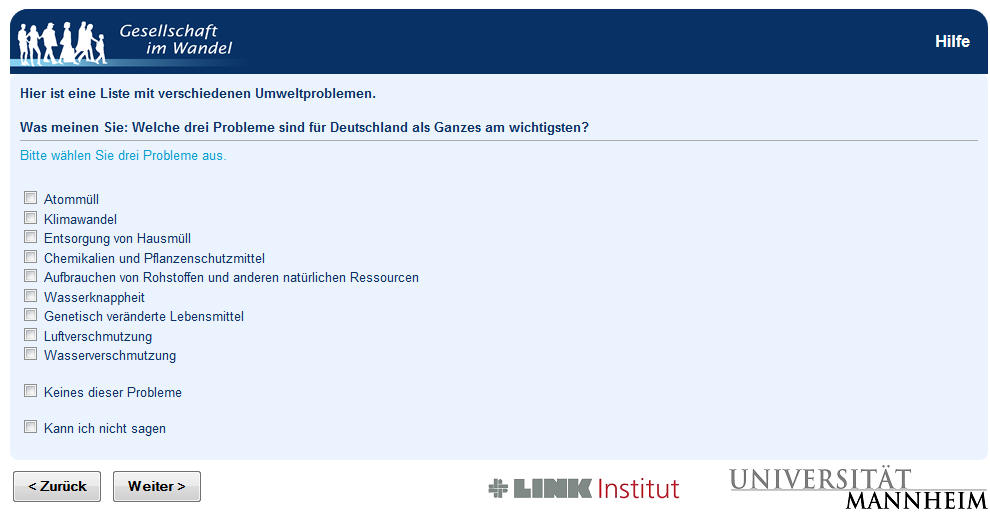 Gesellschaft
im Wandel
Hilfe
Hier ist eine Liste mit verschiedenen Umweltproblemen.
Was meinen Sie: Welche drei Probleme sind für Deutschland als Ganzes am wichtigsten?
Bitte wählen Sie drei Probleme aus.
Atommüll
Klimawandel
Entsorgung von Hausmüll
Chemikalien und Pflanzenschutzmittel
Aufbrauchen von Rohstoffen und anderen natürlichen Ressourcen
Wasserknappheit
Genetisch veränderte Lebensmittel
Luftverschmutzung
Wasserverschmutzung
Keines dieser Probleme
Kann ich nicht sagen
< Zurück
Weiter >
LINK Institut
UNIVERSITÄT
MANNHEIM